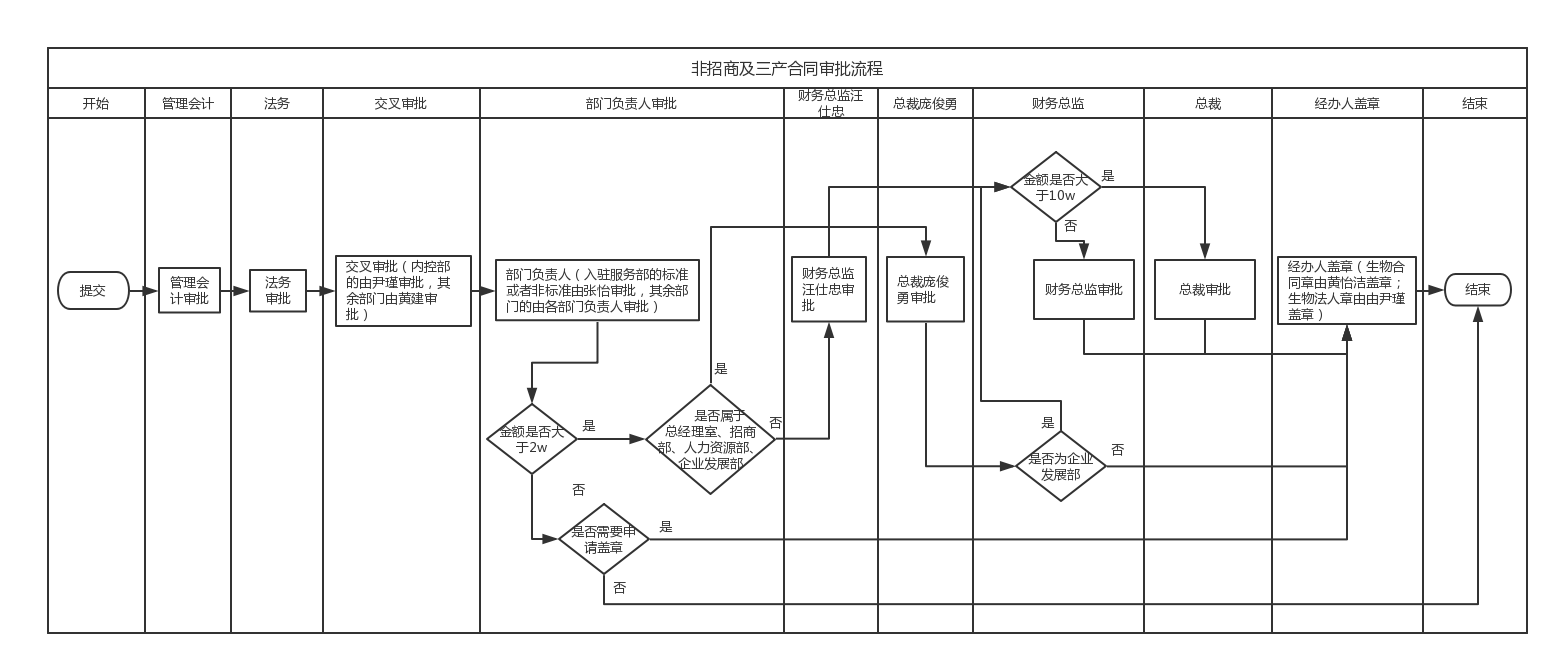 非招商及三产合同审批流程
开始
管理会计
法务
交叉审批
部门负责人审批
财务总监汪
仕忠
总裁庞俊勇
财务总监
总裁
经办人盖章
结束
提交
管理会
计审批
法务
审批
交叉审批（内控部
的由尹瑾审批，其
余部门由黄建审
批）
部门负责人（入驻服务部的标准
或者非标准由张怡审批，其余部
门的由各部门负责人审批）
财务总监
汪仕忠审
批
总裁庞俊
勇审批
金额是否大
于10w
是
否
财务总监审批
总裁审批
经办人盖章（生物合
同章由黄怡洁盖章；
生物法人章由由尹瑾
盖章）
结束
金额是否大
于2w
是
否
是否属于
总经理室、招商
部、人力资源部、
企业发展部
是
否
是否为企业
发展部
是
否
是否需要申
请盖章
是
否